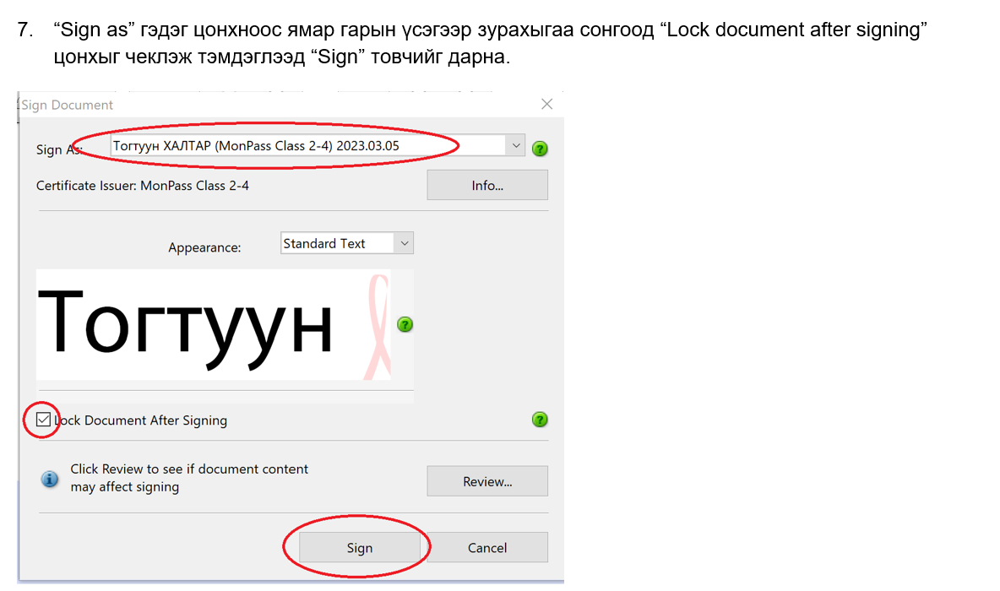 7. “Sign as” гэдэг цонхноос ямар гарын үсэгээр зурахыгаа сонгоод “Lock document after signing”
цонхыг чеклэж тэмдэглээд “Sign” товчийг дарна.
Sign Document
Sign As: Тогтуун ХАЛТАР (MonPass Class 2-4) 2023.03.05
Certificate Issuer: MonPass Class 2-4 Info...
Appearance: Standard Text
Тогтуун
Lock Document After Signing
Click Review to see if document content
may affect signing
Review...
Sign Cancel